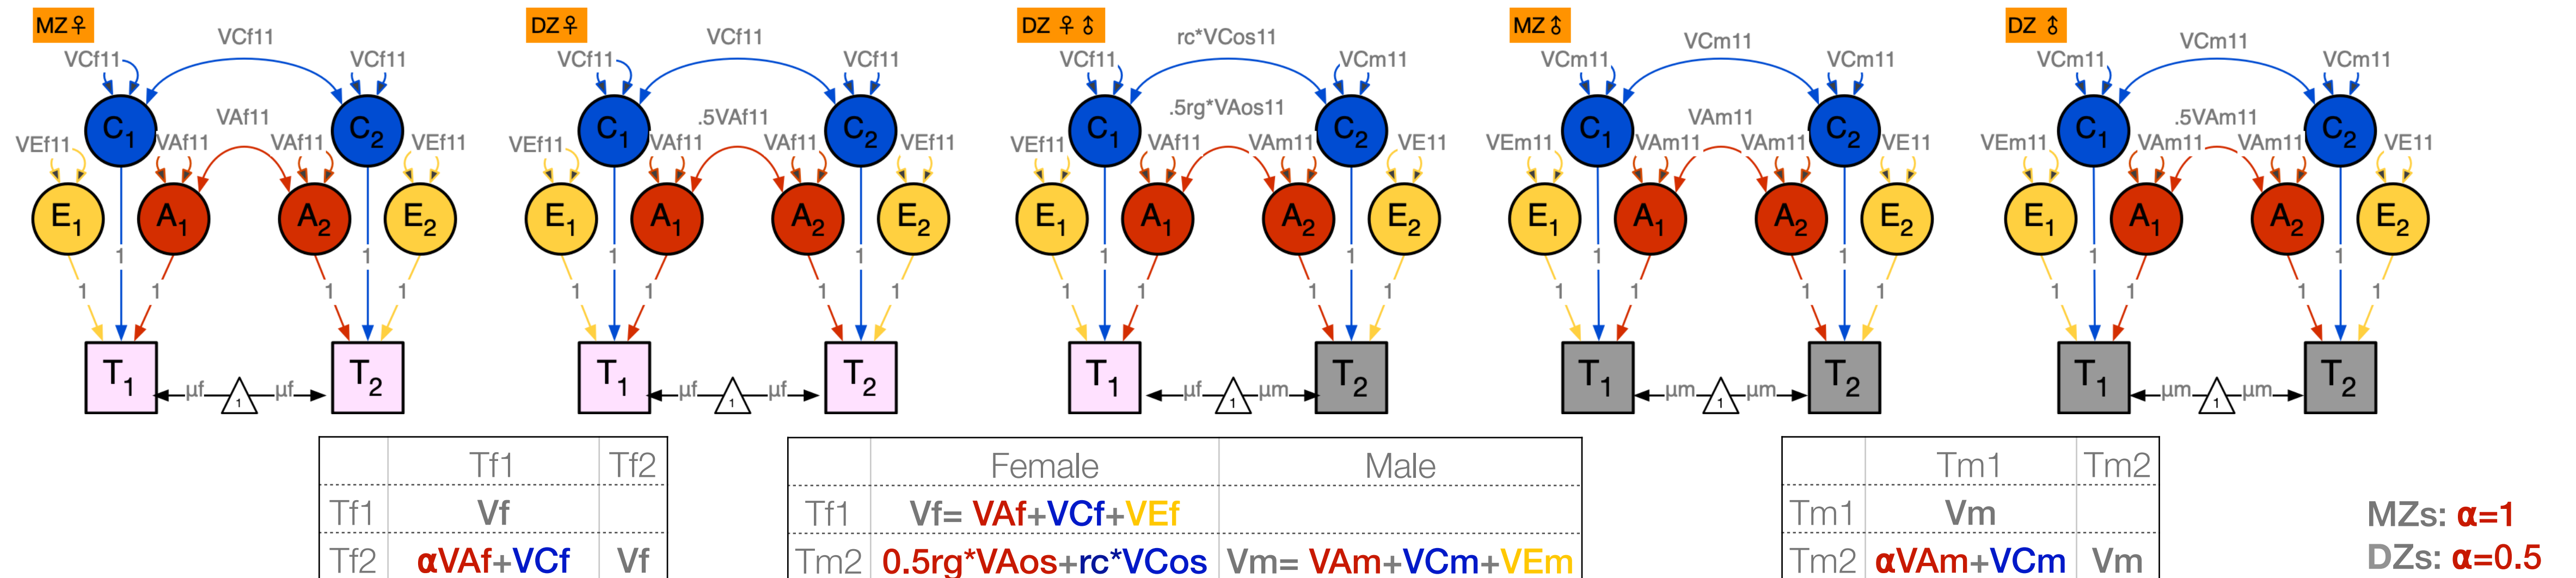 MZ♀ DZ♀ DZ ♀♂ MZ♂ DZ ♂
VCf11 VCf11 rc*VCos11 VCm11 VCm11
VCf11 VCf11 VCf11 VCf11 VCf11 VCm11 VCm11 VCm11 VCm11 VCm11
VAf11 .5VAf11 .5rg*VAos11 VAm11 .5VAm11
C1 C2 C1 C2 C1 C2 C1 C2 C1 C2
VEf11 VAf11 VAf11 VEf11 VEf11 VAf11 VAf11 VEf11 VEf11 VAf11 VAm11 VE11 VEm11 VAm11 VAm11 VE11 VEm11 VAm11 VAm11 VE11
E1 A1 A2 E2 E1 A1 A2 E2 E1 A1 A2 E2 E1 A1 A2 E2 E1 A1 A2 E2
1 1 1 1 1 1 1 1 1 1
1 1 1 1 1 1 1 1 1 1 1 1 1 1 1 1 1 1 1 1
T1 T2 T1 T2 T1 T2 T1 T2 T1 T2
µf 1 µf µf 1 µf µf 1 µm µm 1 µm µm 1 µm
Tf1 Tf2
Tf1 Vf
Tf2 αVAf+VCf Vf
Female Male
Tf1 Vf= VAf+VCf+VEf
Tm2 0.5rg*VAos+rc*VCos Vm= VAm+VCm+VEm
Tm1 Tm2
Tm1 Vm
Tm2 αVAm+VCm Vm
MZs: α=1
DZs: α=0.5